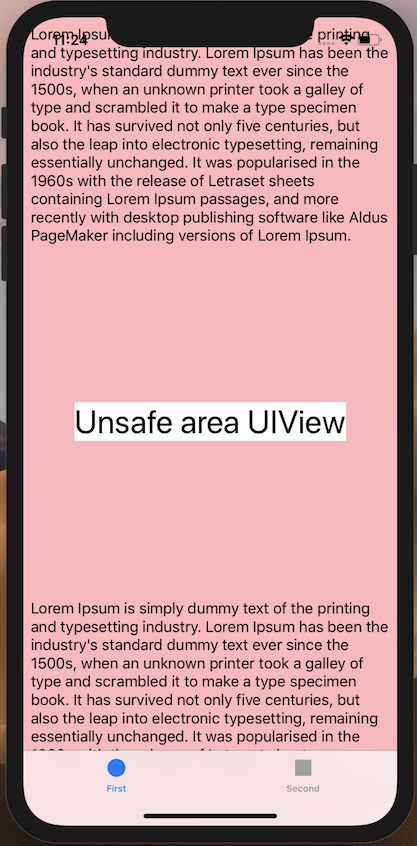 Lorem Ipsum
11:24
printing
and typesetting industry. Lorem Ipsum has been the
industry's standard dummy text ever since the
1500s, when an unknown printer took a galley of
type and scrambled it to make a type specimen
book. It has survived not only five centuries, but
also the leap into electronic typesetting, remaining
essentially unchanged. It was popularised in the
1960s with the release of Letraset sheets
containing Lorem Ipsum passages, and more
recently with desktop publishing software like Aldus
PageMaker including versions of Lorem Ipsum.
Unsafe area UIView
Lorem Ipsum is simply dummy text of the printing
and typesetting industry. Lorem Ipsum has been the
industry's standard dummy text ever since the
1500s, when an unknown printer took a galley of
type and scrambled it to make a type specimen
book. It has survived not only five centuries, but
also the leap into electronic typesetting, remaining
essentially unchanged. It was popularised in the
First
Second